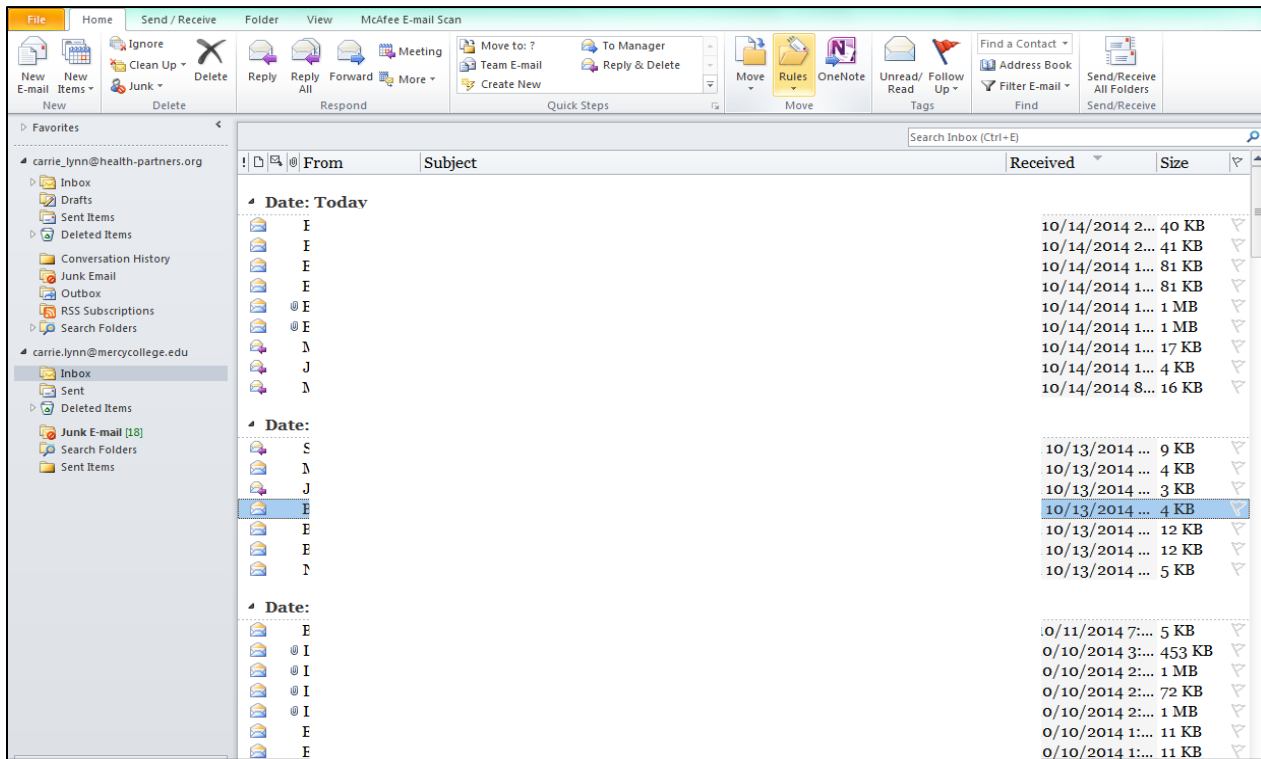 File Home Send / Receive Folder View McAfee E-mail Scan
New E-mail New Items Ignore Clean Up Junk Delete Reply Reply All Forward Meeting More Move to: ? Team E-mail Create New To Manager Reply & Delete Move Rules OneNote Unread/ Read Follow Up Find a Contact Address Book Filter E-mail Send/Receive All Folders
New Delete Respond Quick Steps Move Tags Find Send/Receive
Favorites
Search Inbox (Ctrl+E)
carrie_lynn@health-partners.org
Inbox
Drafts
Sent Items
Deleted Items
Conversation History
Junk Email
Outbox
RSS Subscriptions
Search Folders
carrie.lynn@mercycollege.edu
Inbox
Sent
Deleted Items
Junk E-mail [18]
Search Folders
Sent Items
! From Subject Received Size
Date: Today
10/14/2014 2... 40 KB
10/14/2014 2... 41 KB
10/14/2014 1... 81 KB
10/14/2014 1... 81 KB
10/14/2014 1... 1 MB
10/14/2014 1... 1 MB
10/14/2014 1... 17 KB
J 10/14/2014 1... 4 KB
10/14/2014 8... 16 KB
Date:
S 10/13/2014 ... 9 KB
10/13/2014 ... 4 KB
J 10/13/2014 ... 3 KB
10/13/2014 ... 4 KB
10/13/2014 ... 12 KB
10/13/2014 ... 12 KB
10/13/2014 ... 5 KB
Date:
0/11/2014 7:... 5 KB
0/10/2014 3:... 453 KB
0/10/2014 2:... 1 MB
0/10/2014 2:... 72 KB
0/10/2014 2:... 1 MB
0/10/2014 1:... 11 KB
0/10/2014 1:... 11 KB